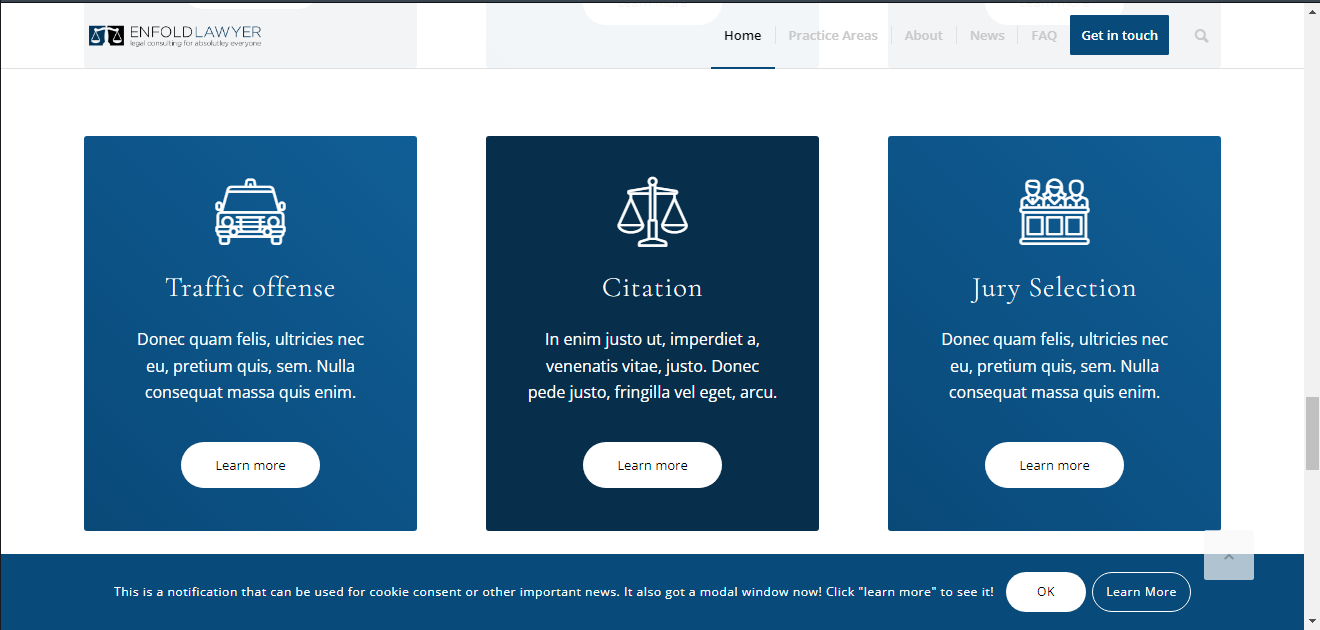 ENFOLDLAWYER
legal consulting for absolutley everyone
Home
Practice Areas
About
News
FAQ
Get in touch
Traffic offense
Donec quam felis, ultricies nec
eu, pretium quis, sem. Nulla
consequat massa quis enim.
Learn more
Citation
In enim justo ut, imperdiet a,
venenatis vitae, justo. Donec
pede justo, fringilla vel eget, arcu.
Learn more
Jury Selection
Donec quam felis, ultricies nec
eu, pretium quis, sem. Nulla
consequat massa quis enim.
Learn more
This is a notification that can be used for cookie consent or other important news. It also got a modal window now! Click "learn more" to see it!
OK
Learn More